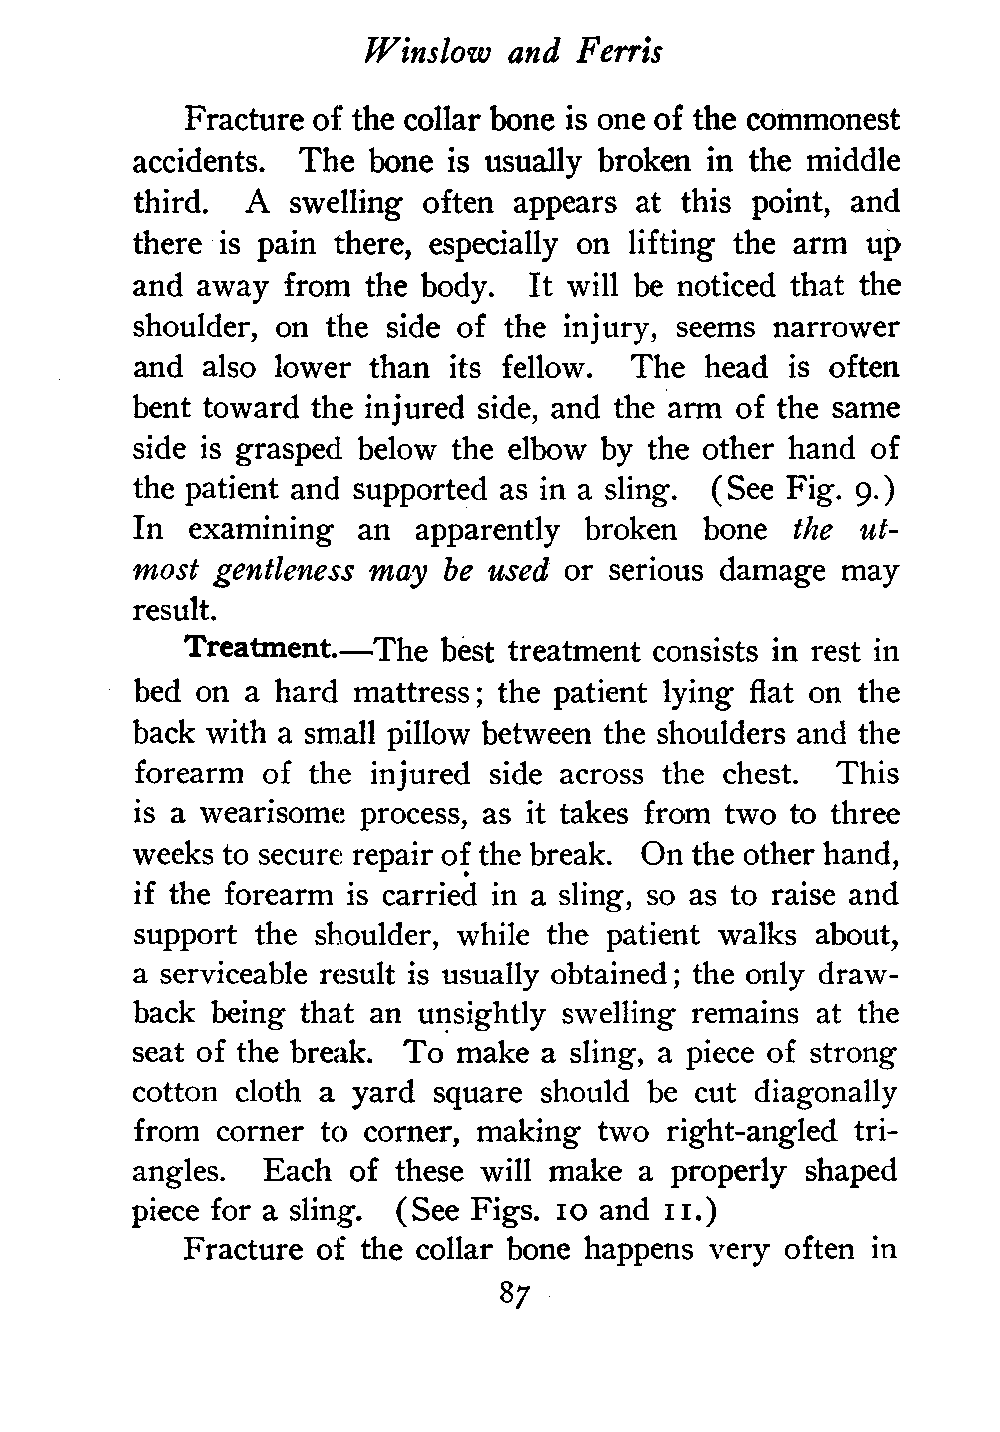 Winslow and Ferris
Fracture of the collar bone is one of the commonest
accidents. The bone is usually broken in the middle
third. A swelling often appears at this point, and
there is pain there, especially on lifting the arm up
and away from the body. It will be noticed that the
shoulder, on the side of the injury, seems narrower
and also lower than its fellow. The head is often
bent toward the injured side, and the arm of the same
side is grasped below the elbow by the other hand of
the patient and supported as in a sling. (See Fig. 9.)
In examining an apparently broken bone the ut-
most gentleness may be used or serious damage may
result.
Treatment.—The best treatment consists in rest in
bed on a hard mattress; the patient lying flat on the
back with a small pillow between the shoulders and the
forearm of the injured side across the chest. This
is a wearisome process, as it takes from two to three
weeks to secure repair of the break. On the other hand,
if the forearm is carried in a sling, so as to raise and
support the shoulder, while the patient walks about,
a serviceable result is usually obtained; the only draw-
back being that an unsightly swelling remains at the
seat of the break. To make a sling, a piece of strong
cotton cloth a yard square should be cut diagonally
from corner to corner, making two right-angled tri-
angles. Each of these will make a properly shaped
piece for a sling. (See Figs. 10 and 11.)
Fracture of the collar bone happens very often in
87